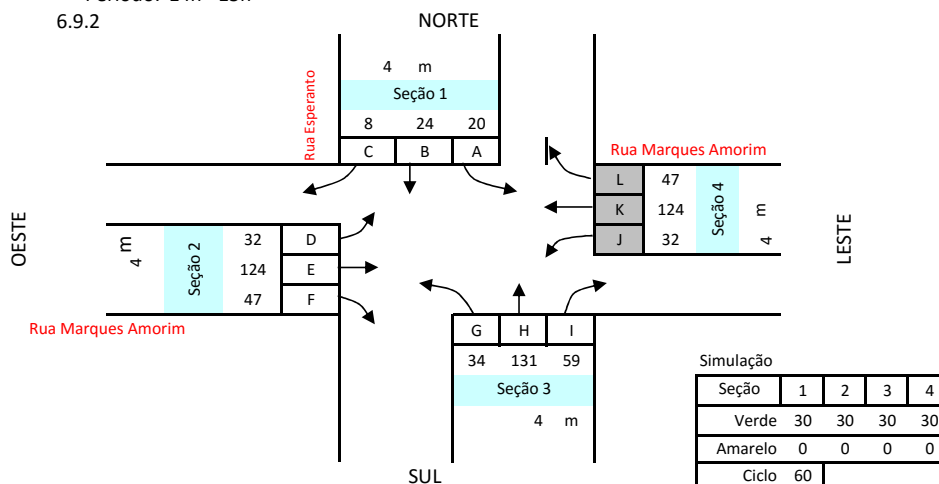 6.9.2
NORTE
4 m
Seção 1
8 24 20
C B A
Rua Esperanto
Rua Marques Amorim
L 47
K 124
J 32
Seção 4
4 m
LESTE
OESTE
4 m
Seção 2
32 D
124 E
47 F
Rua Marques Amorim
G H I
34 131 59
Seção 3
4 m
SUL
Simulação
Seção 1 2 3 4
Verde 30 30 30 30
Amarelo 0 0 0 0
Ciclo 60